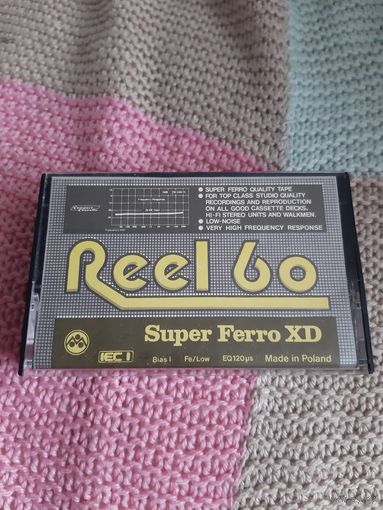 ● SUPER FERRO QUALITY TAPE
● FOR TOP CLASS STUDIO QUALITY
RECORDINGS AND REPRODUCTION
ON ALL GOOD CASSETTE DECKS,
HI-FI STEREO UNITS AND WALKMEN.
● LOW-NOISE
● VERY HIGH FREQUENCY RESPONSE
Reel 60
Super Ferro XD
IEC I Bias I Fe/Low EQ120µs Made in Poland